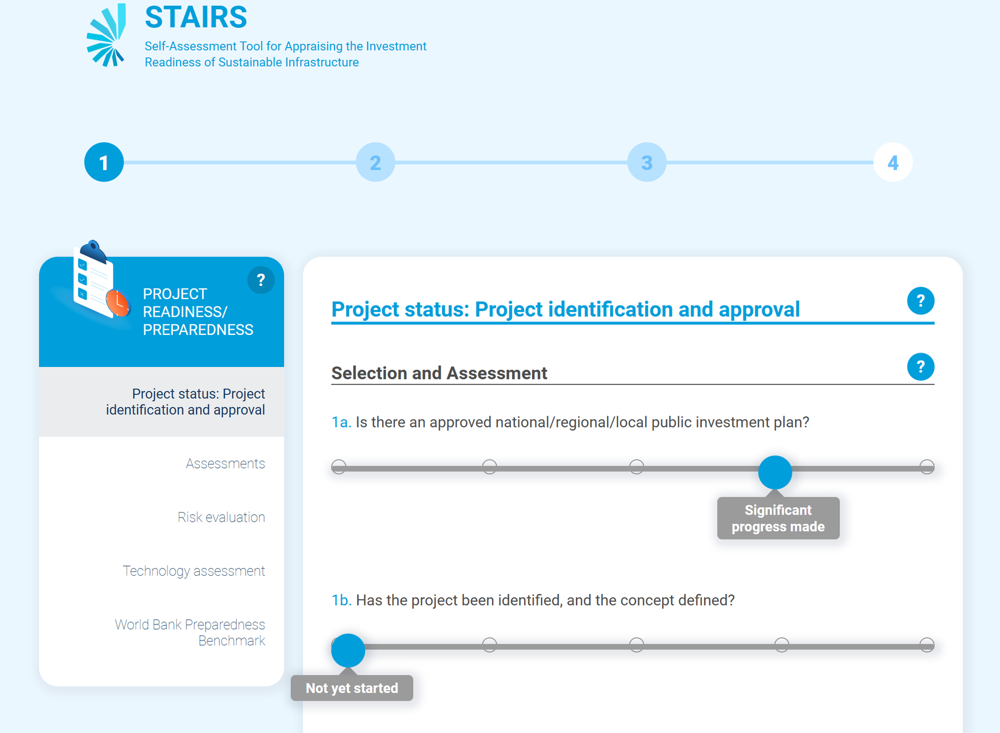 STAIRS
Self-Assessment Tool for Appraising the Investment
Readiness of Sustainable Infrastructure
1
2
3
4
?
PROJECT
READINESS/
PREPAREDNESS
Project status: Project
identification and approval
Assessments
Risk evaluation
Technology assessment
World Bank Preparedness
Benchmark
Project status: Project identification and approval
?
Selection and Assessment
?
1a. Is there an approved national/regional/local public investment plan?
Significant
progress made
1b. Has the project been identified, and the concept defined?
Not yet started